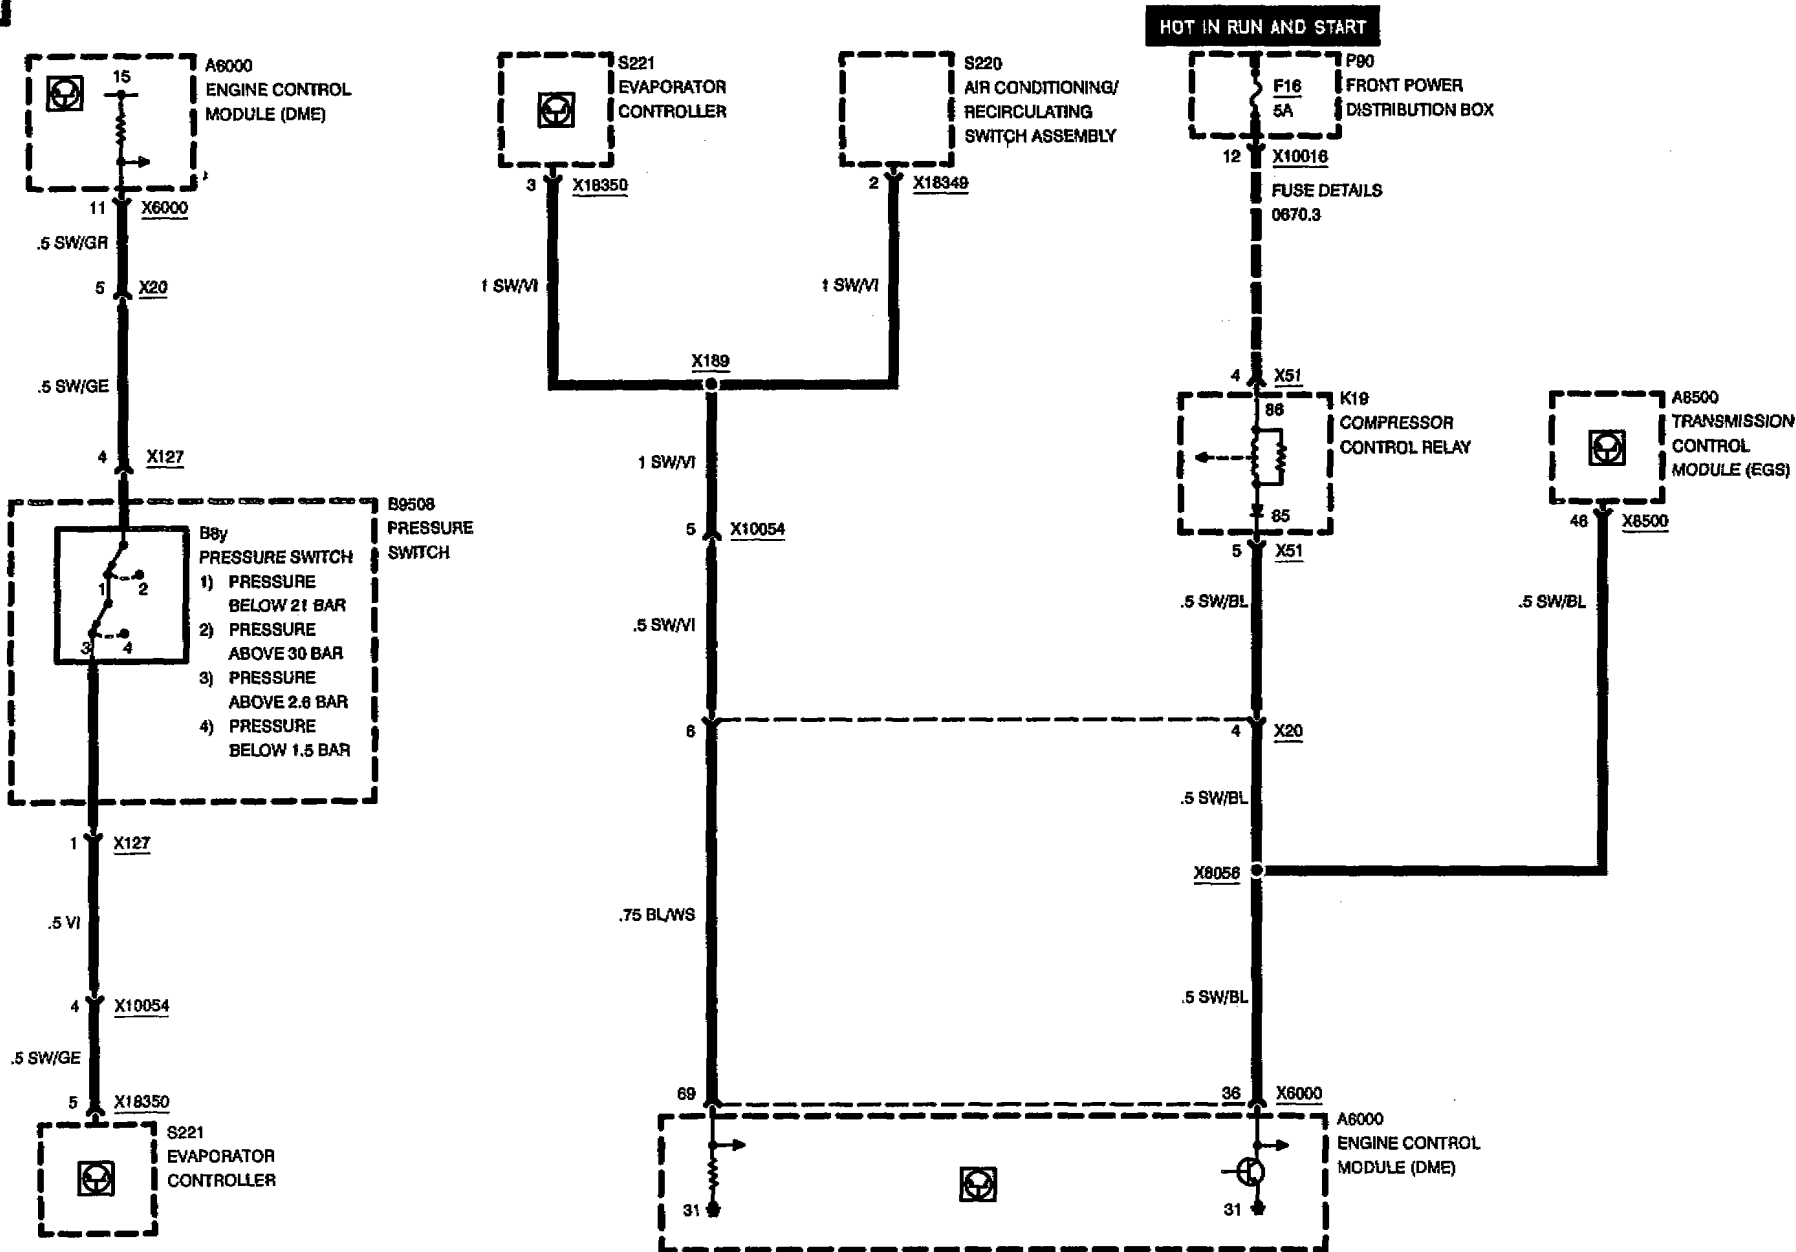 HOT IN RUN AND START
15
A6000
ENGINE CONTROL
MODULE (DME)
11 X6000
.5 SW/GR
5 X20
.5 SW/GE
4 X127
B9508
PRESSURE
SWITCH
B8y
PRESSURE SWITCH
1) PRESSURE
BELOW 21 BAR
2) PRESSURE
ABOVE 30 BAR
3) PRESSURE
ABOVE 2.6 BAR
4) PRESSURE
BELOW 1.5 BAR
1 2
3 4
1 X127
.5 VI
4 X10054
.5 SW/GE
5 X18350
S221
EVAPORATOR
CONTROLLER
S221
EVAPORATOR
CONTROLLER
3 X18350
1 SW/VI
S220
AIR CONDITIONING/
RECIRCULATING
SWITCH ASSEMBLY
2 X18349
1 SW/VI
X189
1 SW/VI
5 X10054
.5 SW/VI
6
.75 BL/WS
69
31
P90
FRONT POWER
DISTRIBUTION BOX
F16
5A
12 X10016
FUSE DETAILS
0670.3
4 X51
K19
COMPRESSOR
CONTROL RELAY
86
85
5 X51
.5 SW/BL
4 X20
.5 SW/BL
.5 SW/BL
36 X6000
A6000
ENGINE CONTROL
MODULE (DME)
31
A8500
TRANSMISSION
CONTROL
MODULE (EGS)
X8500
.5 SW/BL